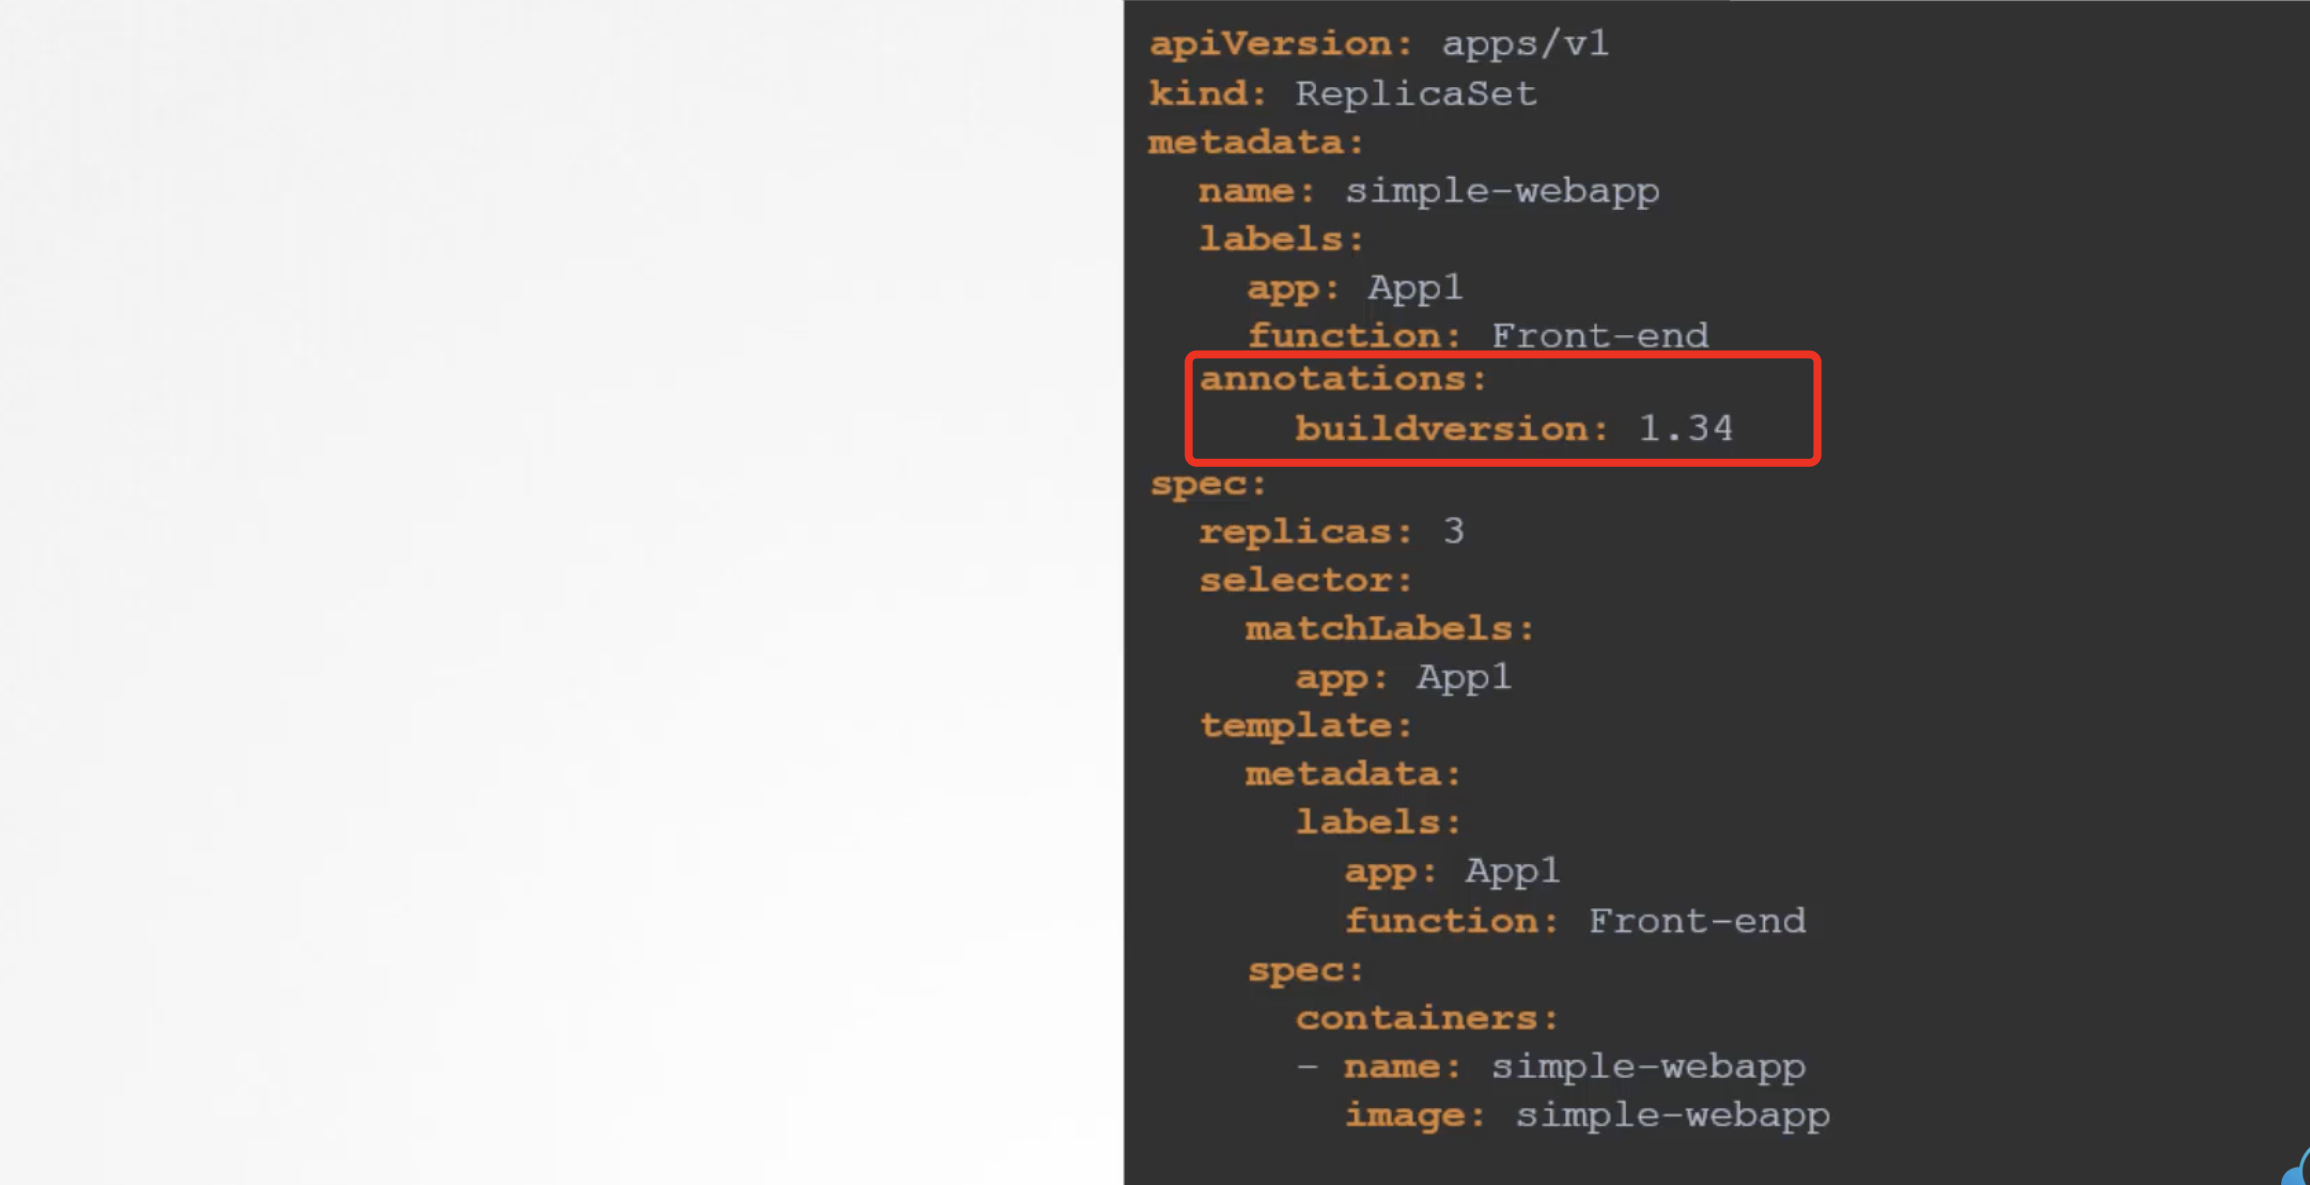 apiVersion: apps/v1
kind: ReplicaSet
metadata:
  name: simple-webapp
  labels:
    app: App1
    function: Front-end
  annotations:
      buildversion: 1.34
spec:
  replicas: 3
  selector:
    matchLabels:
      app: App1
  template:
    metadata:
      labels:
        app: App1
        function: Front-end
    spec:
      containers:
      - name: simple-webapp
        image: simple-webapp